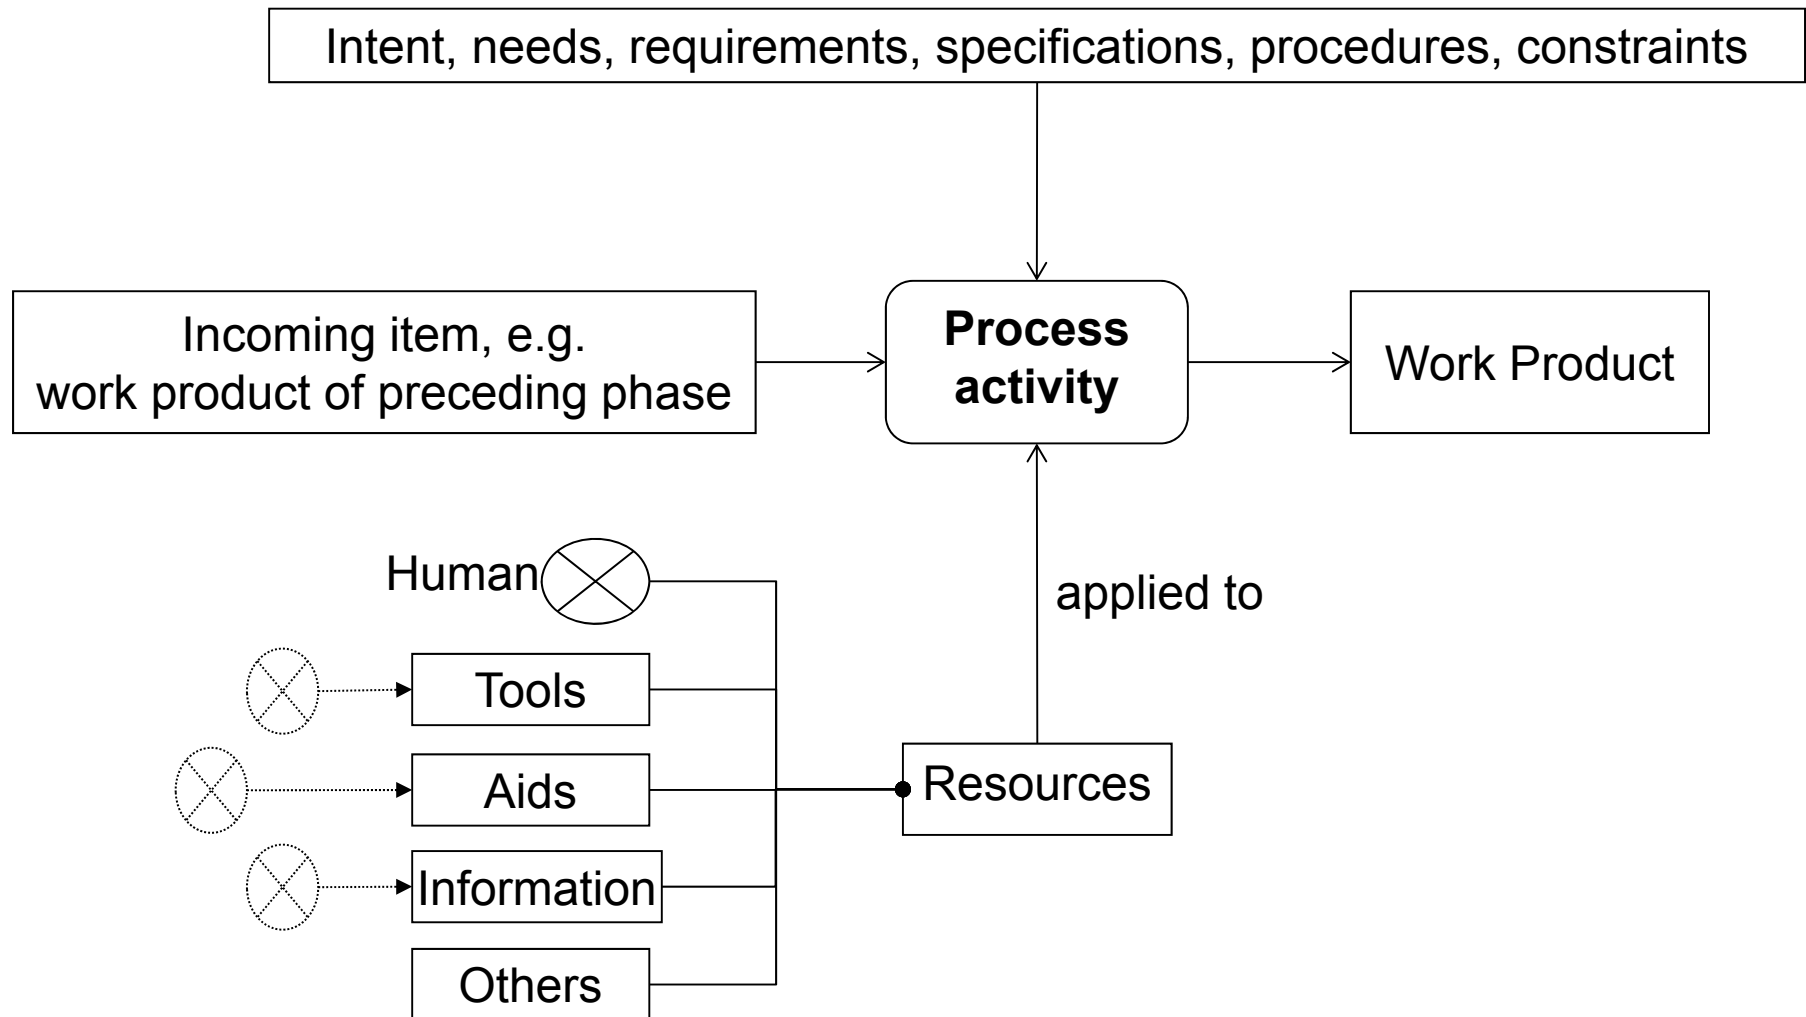 Intent, needs, requirements, specifications, procedures, constraints
Incoming item, e.g.
work product of preceding phase
Process
activity
Work Product
Human
applied to
Tools
Resources
Aids
Information
Others